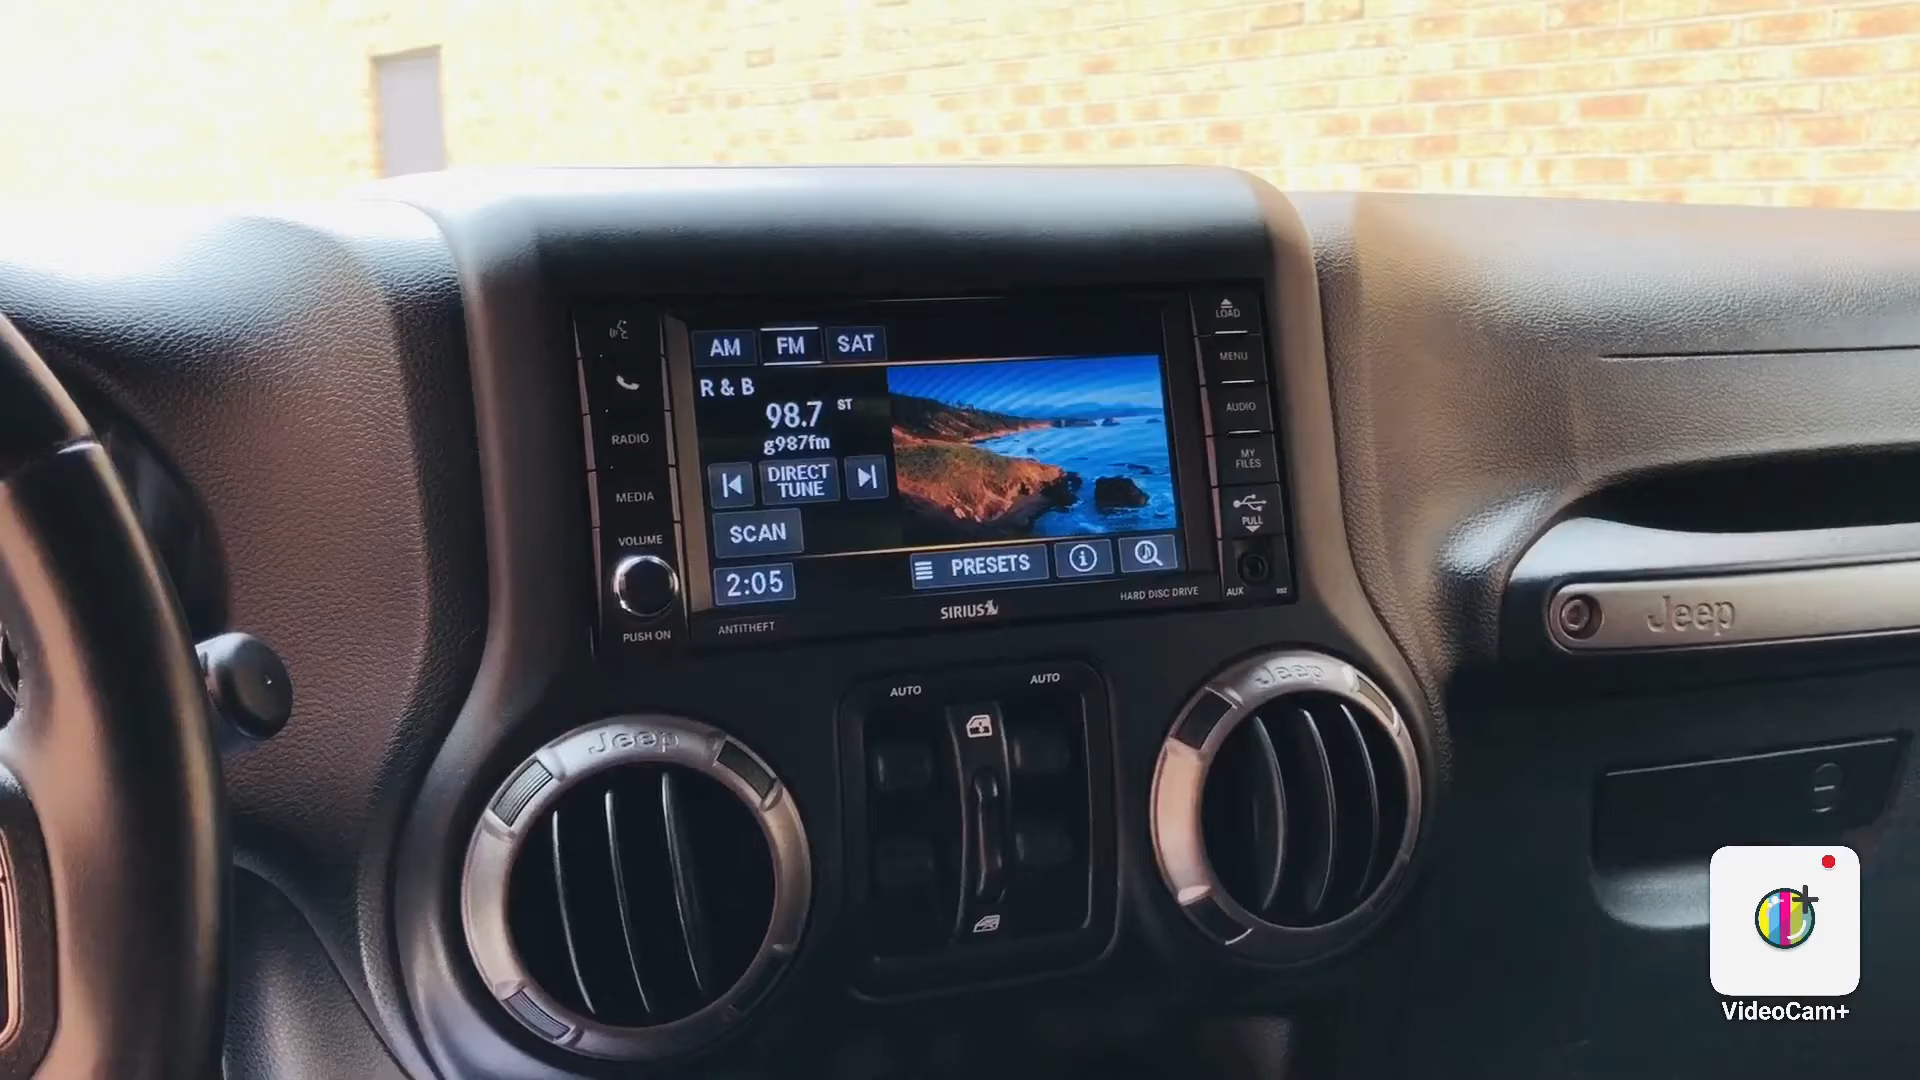 AM
FM
SAT
R & B
98.7 ST
g987fm
DIRECT
TUNE
SCAN
2:05
PRESETS
RADIO
MEDIA
VOLUME
PUSH ON
ANTITHEFT
SIRIUS
HARD DISC DRIVE
LOAD
MENU
AUDIO
MY
FILES
PULL
AUX
AUTO
AUTO
Jeep
Jeep
Jeep
VideoCam+